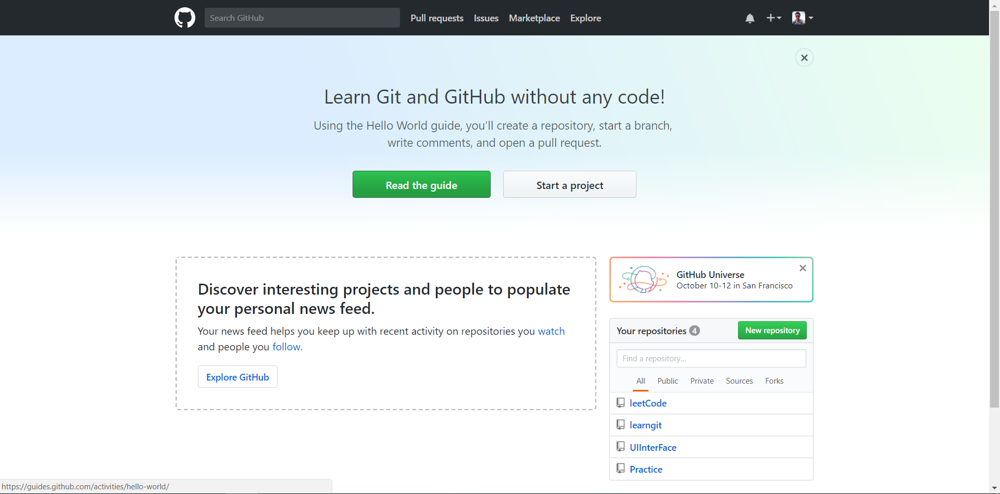 Search GitHub
Pull requests Issues Marketplace Explore
Learn Git and GitHub without any code!
Using the Hello World guide, you’ll create a repository, start a branch,
write comments, and open a pull request.
Read the guide
Start a project
Discover interesting projects and people to populate
your personal news feed.
Your news feed helps you keep up with recent activity on repositories you watch
and people you follow.
Explore GitHub
GitHub Universe
October 10-12 in San Francisco
Your repositories 4
New repository
Find a repository...
All Public Private Sources Forks
leetCode
learngit
UIInterFace
Practice
https://guides.github.com/activities/hello-world/